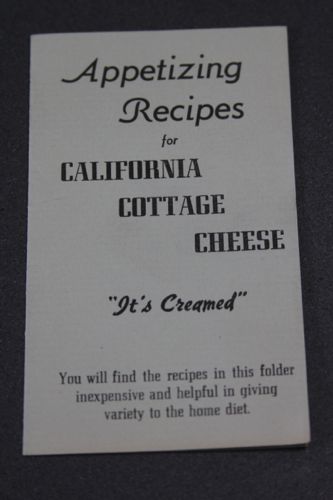 Appetizing
Recipes
for
CALIFORNIA
COTTAGE
CHEESE
"It's Creamed"
You will find the recipes in this folder
inexpensive and helpful in giving
variety to the home diet.